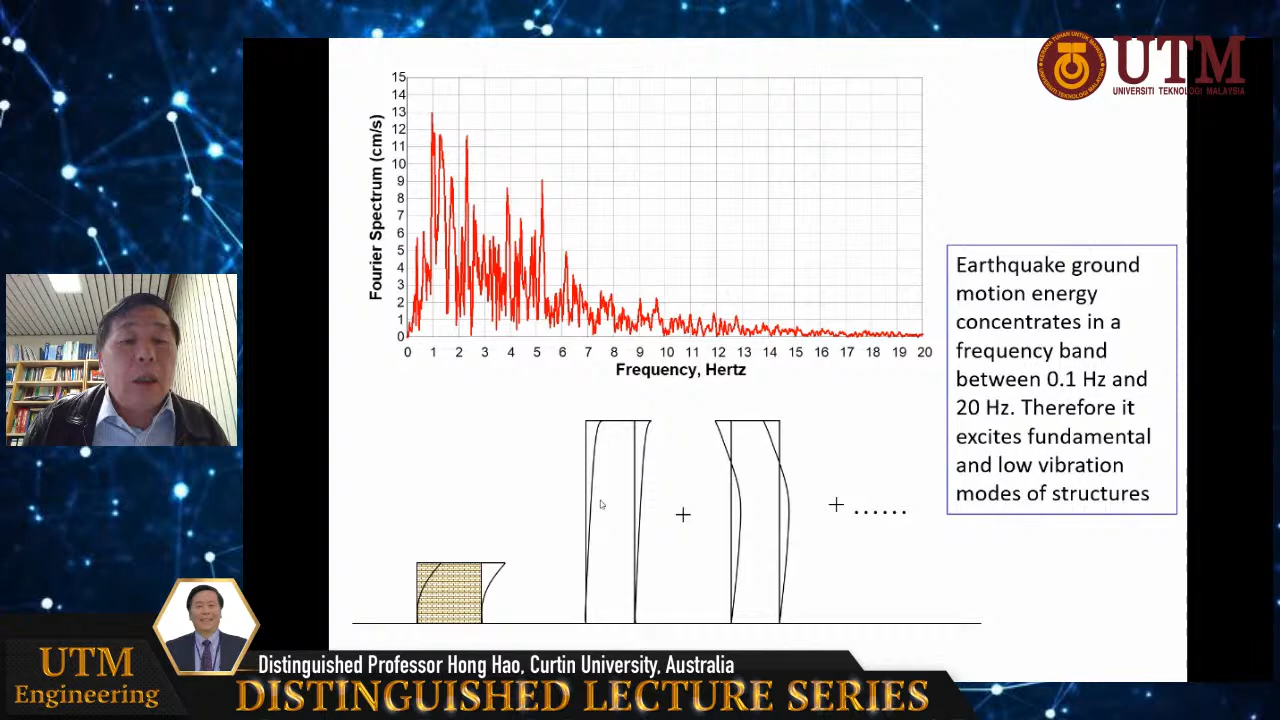 UTM
UNIVERSITI TEKNOLOGI MALAYSIA
15
14
13
12
11
10
9
8
7
6
5
4
3
2
1
0
Fourier Spectrum (cm/s)
0 1 2 3 4 5 6 7 8 9 10 11 12 13 14 15 16 17 18 19 20
Frequency, Hertz
Earthquake ground
motion energy
concentrates in a
frequency band
between 0.1 Hz and
20 Hz. Therefore it
excites fundamental
and low vibration
modes of structures
+
+ ......
UTM
Engineering
Distinguished Professor Hong Hao, Curtin University, Australia
DISTINGUISHED LECTURE SERIES